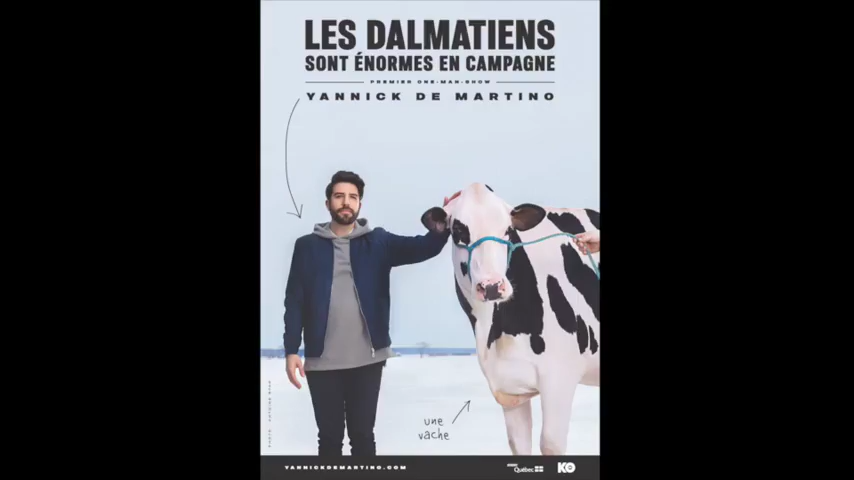 LES DALMATIENS
SONT ÉNORMES EN CAMPAGNE
PREMIER ONE-MAN-SHOW
YANNICK DE MARTINO
une
vache
YANNICKDEMARTINO.COM
Québec
KO